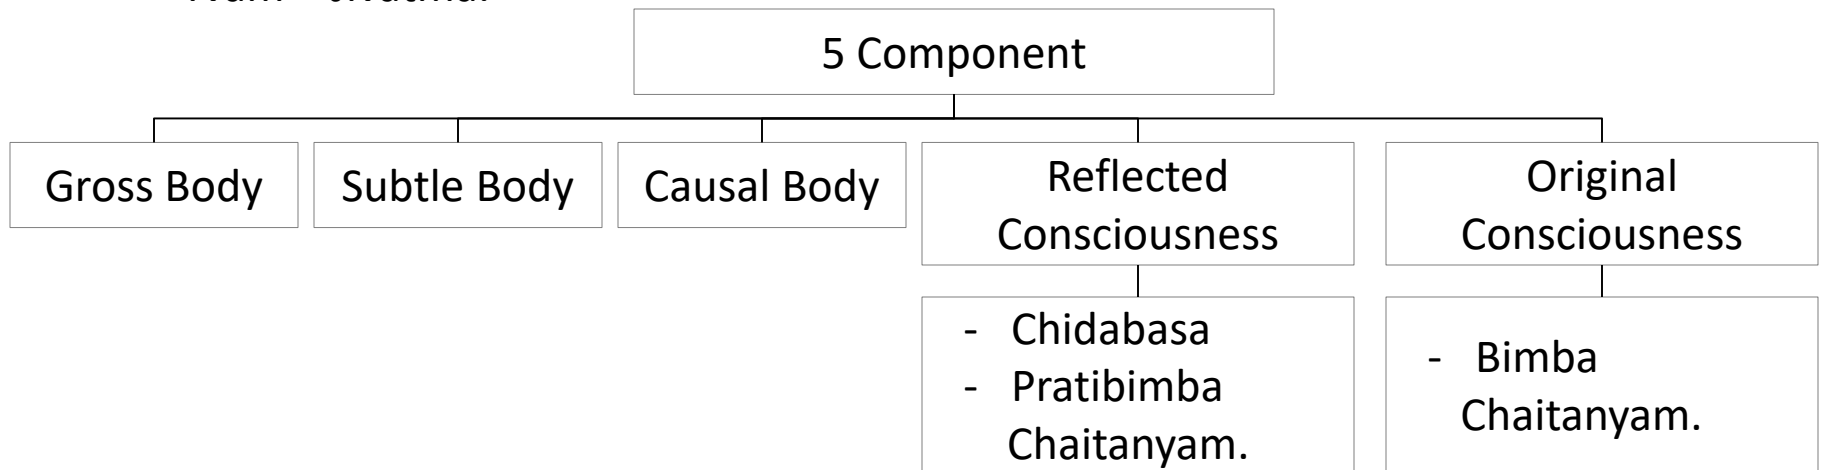 5 Component
Gross Body
Subtle Body
Causal Body
Reflected
Consciousness
Original
Consciousness
- Chidabasa
- Pratibimba
Chaitanyam.
- Bimba
Chaitanyam.